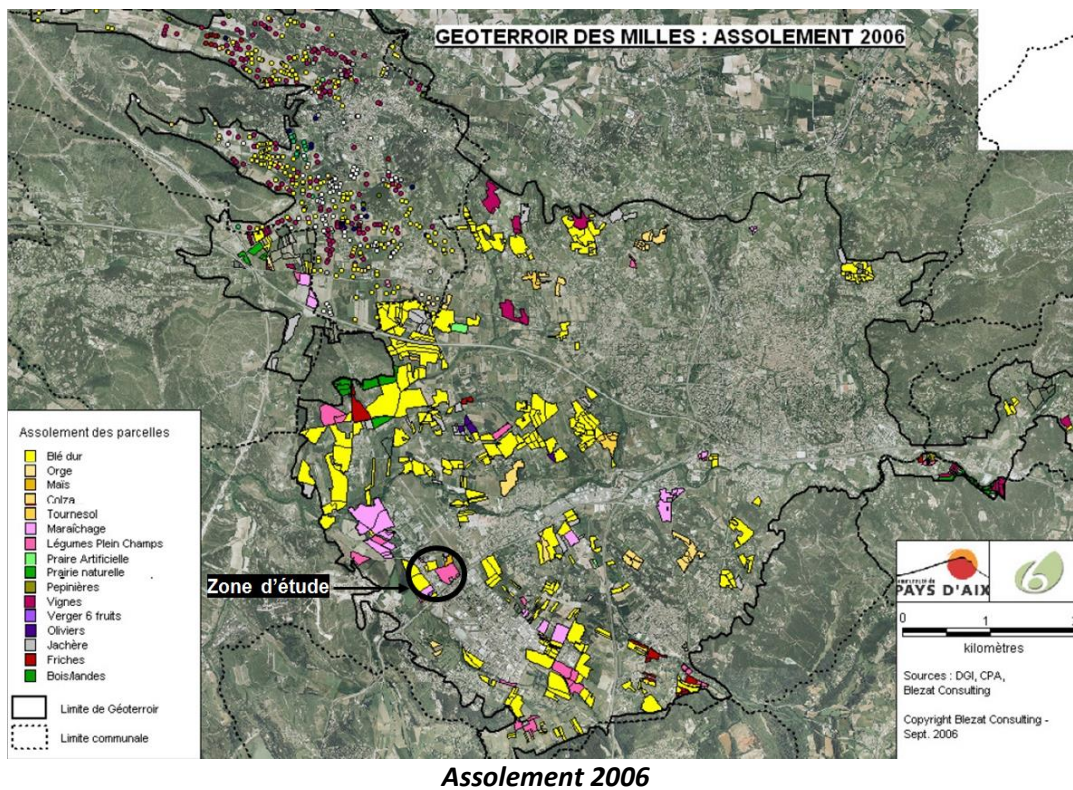 GEOTERROIR DES MILLES : ASSOLEMENT 2006
Assolement des parcelles
Blé dur
Orge
Maïs
Colza
Tournesol
Maraîchage
Légumes Plein Champs
Praire Artificielle
Prairie naturelle
Pepinières
Vignes
Verger 6 fruits
Oliviers
Jachère
Friches
Bois/landes
Limite de Géoterroir
Limite communale
Zone d'étude
PAYS D'AIX
6
0 1
kilomètres
Sources : DGI, CPA,
Blezat Consulting
Copyright Blezat Consulting -
Sept. 2006
Assolement 2006